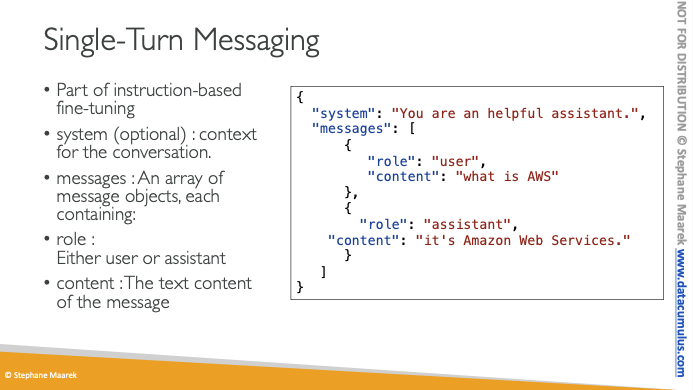 Single-Turn Messaging
• Part of instruction-based
fine-tuning
• system (optional) : context
for the conversation.
• messages : An array of
message objects, each
containing:
• role :
Either user or assistant
• content : The text content
of the message
{
"system": "You are an helpful assistant.",
"messages": [
{
"role": "user",
"content": "what is AWS"
},
{
"role": "assistant",
"content": "it's Amazon Web Services."
}
]
}
NOT FOR DISTRIBUTION © Stephane Maarek www.datacumulus.com
© Stephane Maarek